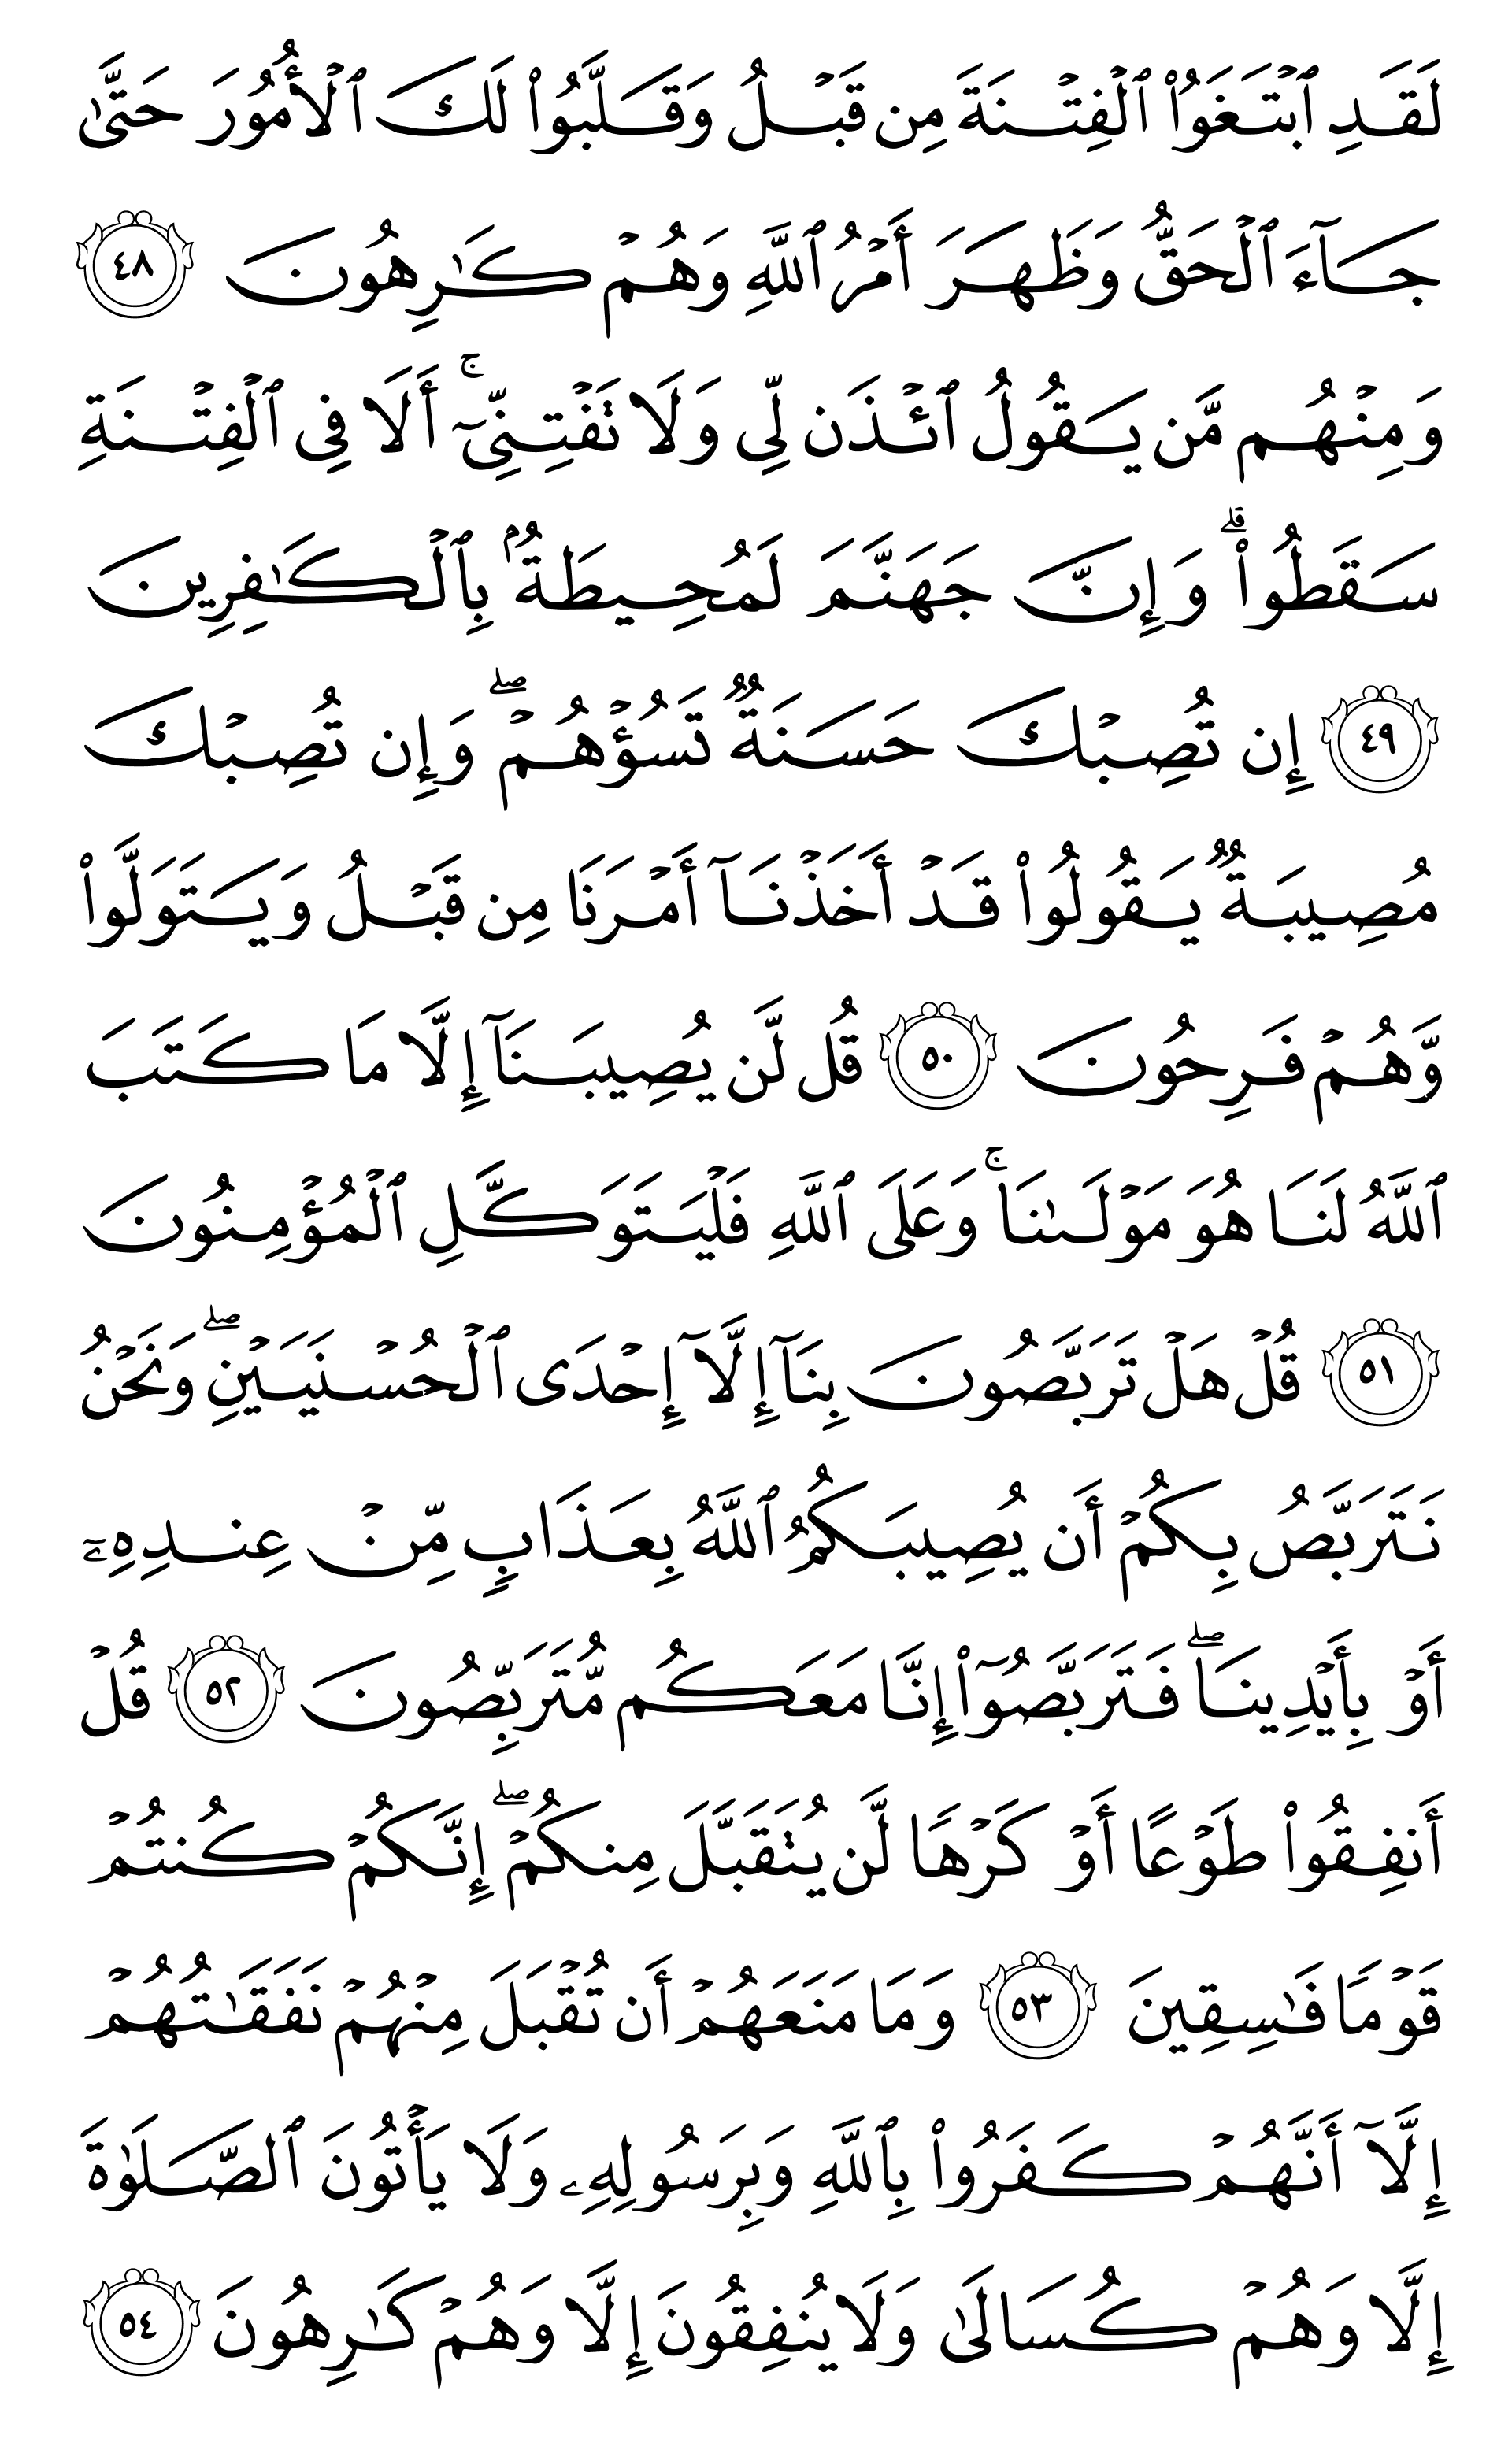 لَقَدِ ٱبۡتَغَوُاْ ٱلۡفِتۡنَةَ مِن قَبۡلُ وَقَلَّبُواْ لَكَ ٱلۡأُمُورَ حَتَّىٰ
جَآءَ ٱلۡحَقُّ وَظَهَرَ أَمۡرُ ٱللَّهِ وَهُمۡ كَٰرِهُونَ ٤٨
وَمِنۡهُم مَّن يَقُولُ ٱئۡذَن لِّي وَلَا تَفۡتِنِّيٓۚ أَلَا فِي ٱلۡفِتۡنَةِ
سَقَطُواْۗ وَإِنَّ جَهَنَّمَ لَمُحِيطَةُۢ بِٱلۡكَٰفِرِينَ
٤٩ إِن تُصِبۡكَ حَسَنَةٞ تَسُؤۡهُمۡۖ وَإِن تُصِبۡكَ
مُصِيبَةٞ يَقُولُواْ قَدۡ أَخَذۡنَآ أَمۡرَنَا مِن قَبۡلُ وَيَتَوَلَّواْ
وَّهُمۡ فَرِحُونَ ٥٠ قُل لَّن يُصِيبَنَآ إِلَّا مَا كَتَبَ
ٱللَّهُ لَنَا هُوَ مَوۡلَىٰنَاۚ وَعَلَى ٱللَّهِ فَلۡيَتَوَكَّلِ ٱلۡمُؤۡمِنُونَ
٥١ قُلۡ هَلۡ تَرَبَّصُونَ بِنَآ إِلَّآ إِحۡدَى ٱلۡحُسۡنَيَيۡنِۖ وَنَحۡنُ
نَتَرَبَّصُ بِكُمۡ أَن يُصِيبَكُمُ ٱللَّهُ بِعَذَابٖ مِّنۡ عِندِهِۦٓ
أَوۡ بِأَيۡدِينَاۖ فَتَرَبَّصُوٓاْ إِنَّا مَعَكُم مُّتَرَبِّصُونَ ٥٢ قُلۡ
أَنفِقُواْ طَوۡعًا أَوۡ كَرۡهٗا لَّن يُتَقَبَّلَ مِنكُمۡۖ إِنَّكُمۡ كُنتُمۡ
قَوۡمٗا فَٰسِقِينَ ٥٣ وَمَا مَنَعَهُمۡ أَن تُقۡبَلَ مِنۡهُمۡ نَفَقَٰتُهُمۡ
إِلَّآ أَنَّهُمۡ كَفَرُواْ بِٱللَّهِ وَبِرَسُولِهِۦ وَلَا يَأۡتُونَ ٱلصَّلَوٰةَ
إِلَّا وَهُمۡ كُسَالَىٰ وَلَا يُنفِقُونَ إِلَّا وَهُمۡ كَٰرِهُونَ ٥٤